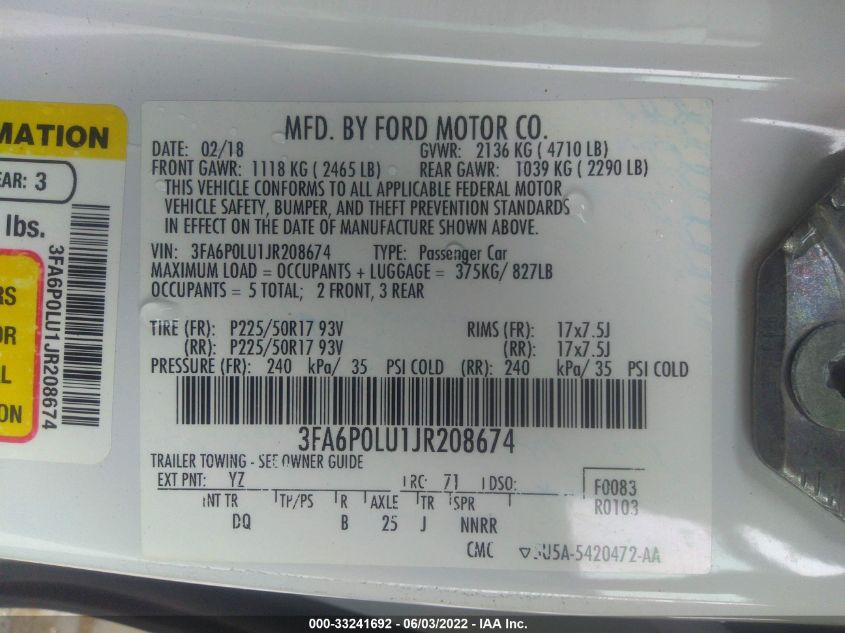 MATION
EAR: 3
lbs.
RS
OR
AL
ION
3FA6P0LU1JR208674
MFD. BY FORD MOTOR CO.
DATE: 02/18 GVWR: 2136 KG ( 4710 LB)
FRONT GAWR: 1118 KG ( 2465 LB) REAR GAWR: 1039 KG ( 2290 LB)
THIS VEHICLE CONFORMS TO ALL APPLICABLE FEDERAL MOTOR
VEHICLE SAFETY, BUMPER, AND THEFT PREVENTION STANDARDS
IN EFFECT ON THE DATE OF MANUFACTURE SHOWN ABOVE.
VIN: 3FA6P0LU1JR208674 TYPE: Passenger Car
MAXIMUM LOAD = OCCUPANTS + LUGGAGE = 375KG/ 827LB
OCCUPANTS = 5 TOTAL; 2 FRONT, 3 REAR
TIRE (FR): P225/50R17 93V RIMS (FR): 17x7.5J
(RR): P225/50R17 93V (RR): 17x7.5J
PRESSURE (FR): 240 kPa/ 35 PSI COLD (RR): 240 kPa/ 35 PSI COLD
3FA6P0LU1JR208674
TRAILER TOWING - SEE OWNER GUIDE
EXT PNT: YZ RC: 71 DSO: F0083
INT TR TP/PS R AXLE TR SPR R0103
DQ B 25 J NNRR
CMC U5A-5420472-AA
000-33241692 - 06/03/2022 - IAA Inc.